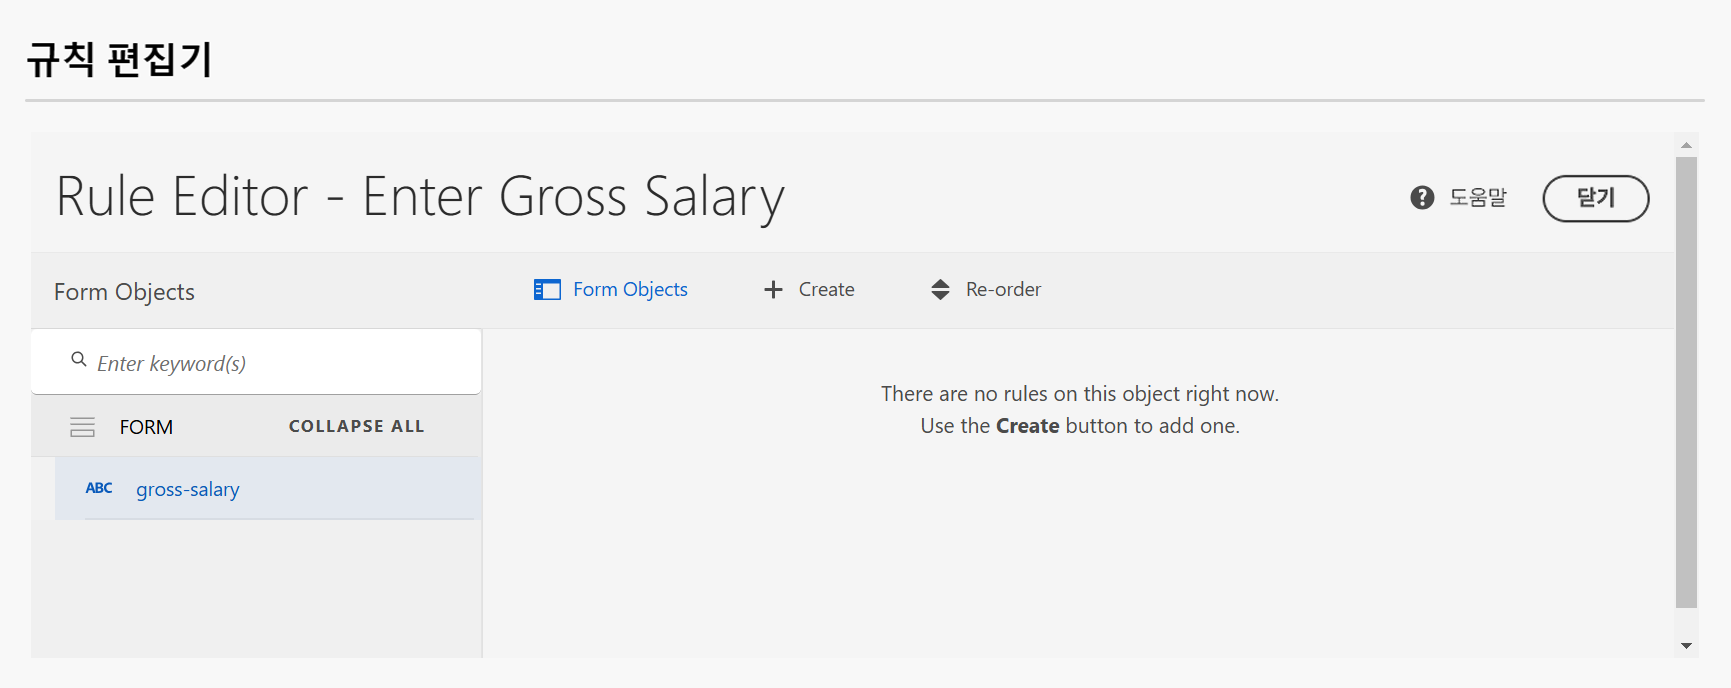 규칙 편집기
Rule Editor - Enter Gross Salary
도움말
닫기
Form Objects
Form Objects
Create
Re-order
Enter keyword(s)
FORM
COLLAPSE ALL
ABC
gross-salary
There are no rules on this object right now.
Use the Create button to add one.